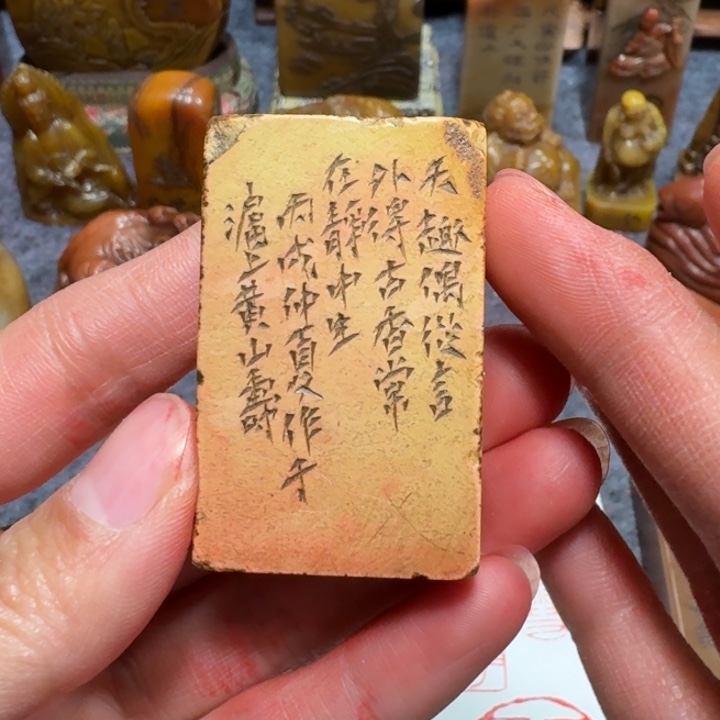 天趣偶從言
外得古香常
在靜中生
丙戌仲夏作于
滬上黃山壽